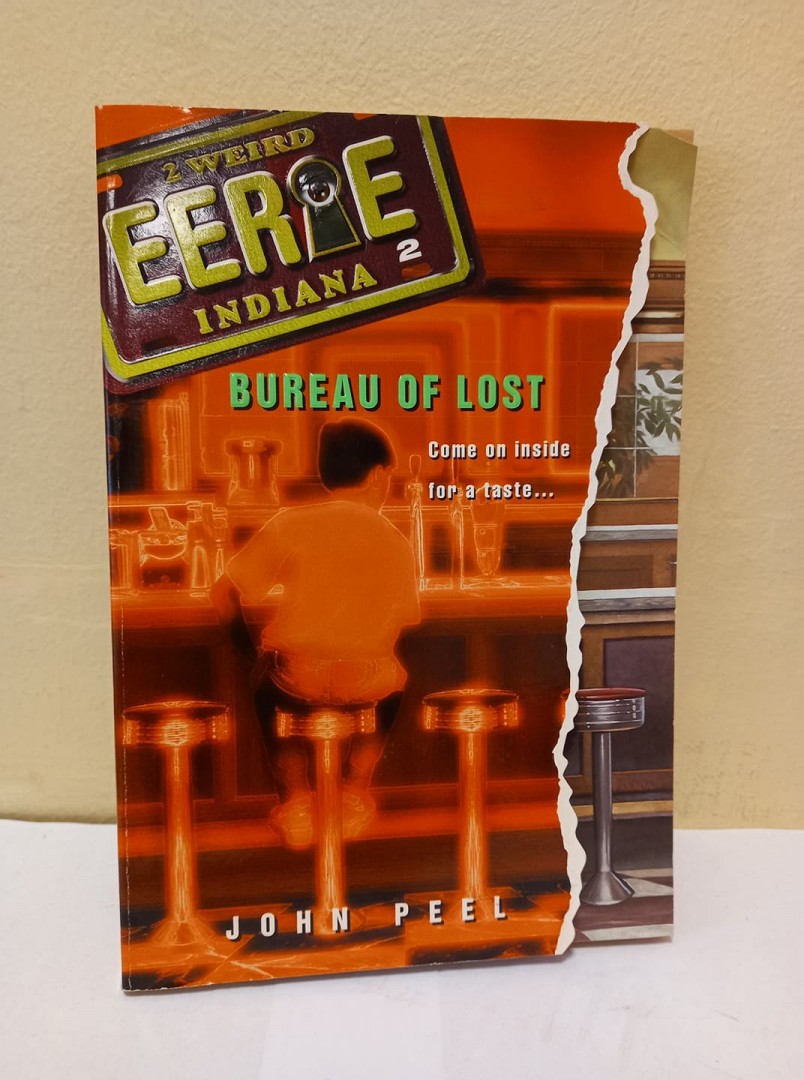 2 WEIRD
EERIE
2
INDIANA
BUREAU OF LOST
Come on inside
for a taste...
JOHN PEEL